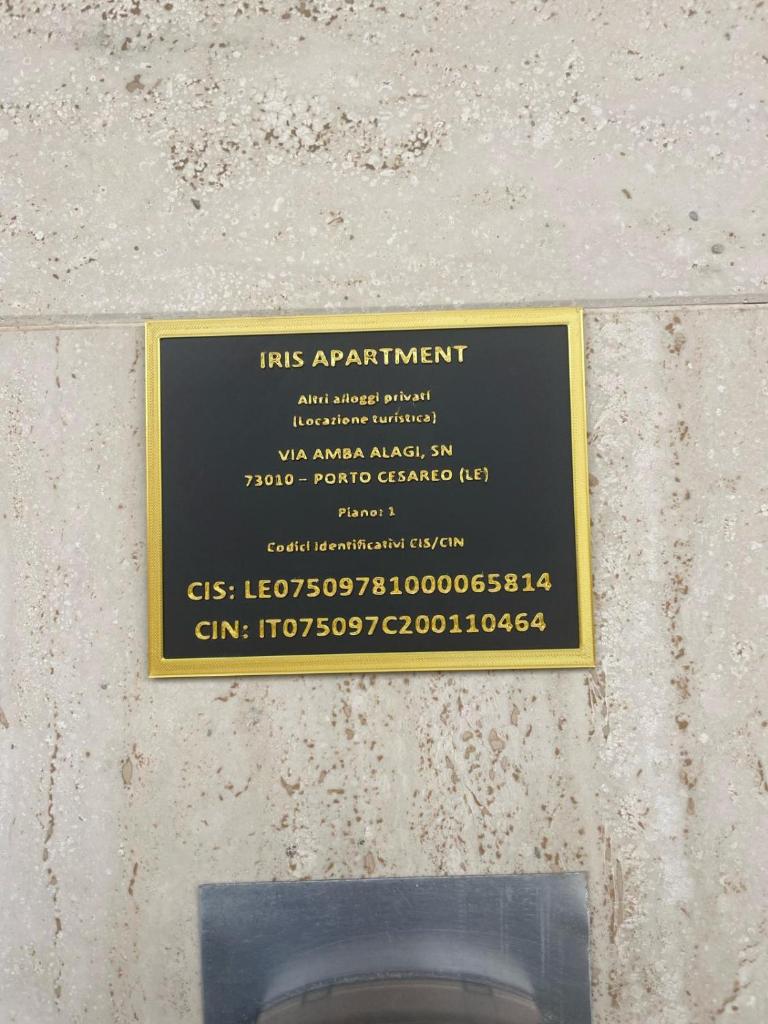 IRIS APARTMENT
Altri alloggi privati
(Locazione turistica)
VIA AMBA ALAGI, SN
73010 – PORTO CESAREO (LE)
Piano: 1
Codici Identificativi CIS/CIN
CIS: LE07509781000065814
CIN: IT075097C200110464